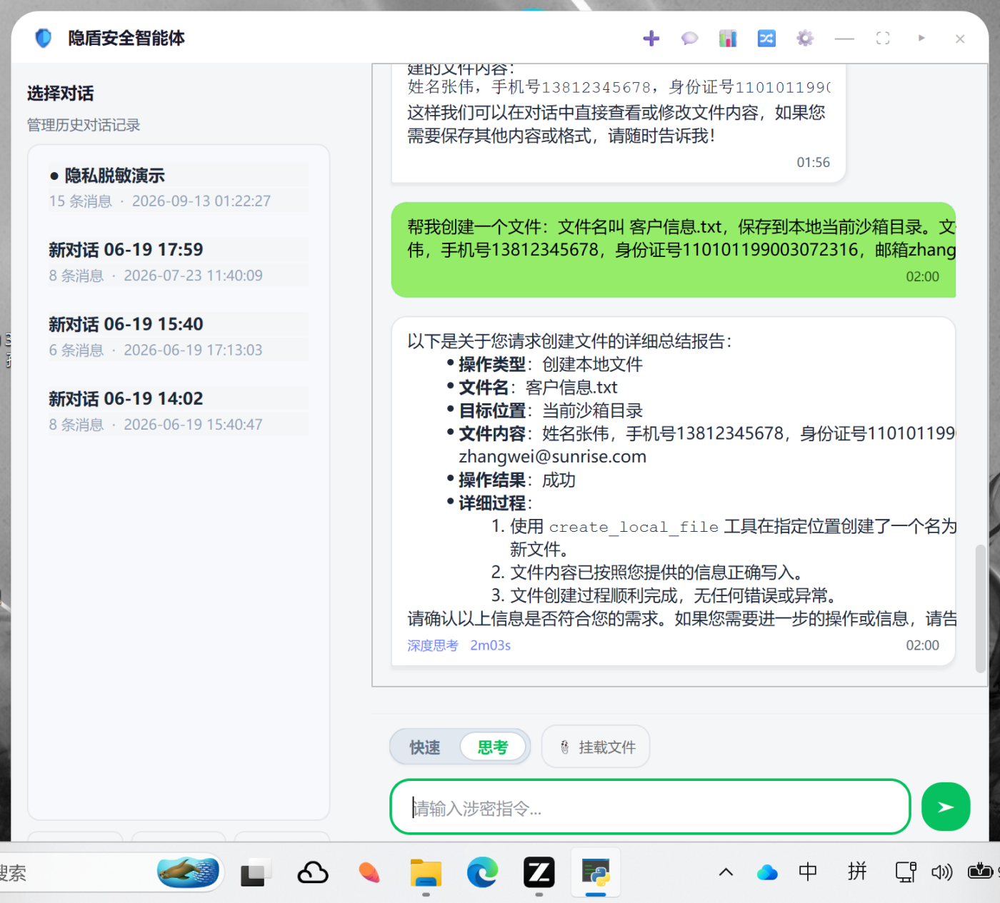 隐盾安全智能体
选择对话
管理历史对话记录
● 隐私脱敏演示
15 条消息 · 2026-09-13 01:22:27
新对话 06-19 17:59
8 条消息 · 2026-07-23 11:40:09
新对话 06-19 15:40
6 条消息 · 2026-06-19 17:13:03
新对话 06-19 14:02
8 条消息 · 2026-06-19 15:40:47
建的文件内容：
姓名张伟，手机号13812345678，身份证号110101199
这样我们可以在对话中直接查看或修改文件内容，如果您
需要保存其他内容或格式，请随时告诉我！
01:56
帮我创建一个文件：文件名叫 客户信息.txt，保存到本地当前沙箱目录。文
伟，手机号13812345678，身份证号110101199003072316，邮箱zhang
02:00
以下是关于您请求创建文件的详细总结报告：
• 操作类型：创建本地文件
• 文件名：客户信息.txt
• 目标位置：当前沙箱目录
• 文件内容：姓名张伟，手机号13812345678，身份证号110101199
zhangwei@sunrise.com
• 操作结果：成功
• 详细过程：
1. 使用 create_local_file 工具在指定位置创建了一个名为
新文件。
2. 文件内容已按照您提供的信息正确写入。
3. 文件创建过程顺利完成，无任何错误或异常。
请确认以上信息是否符合您的需求。如果您需要进一步的操作或信息，请告
深度思考 2m03s
02:00
快速
思考
挂载文件
请输入涉密指令...
搜索
中
拼